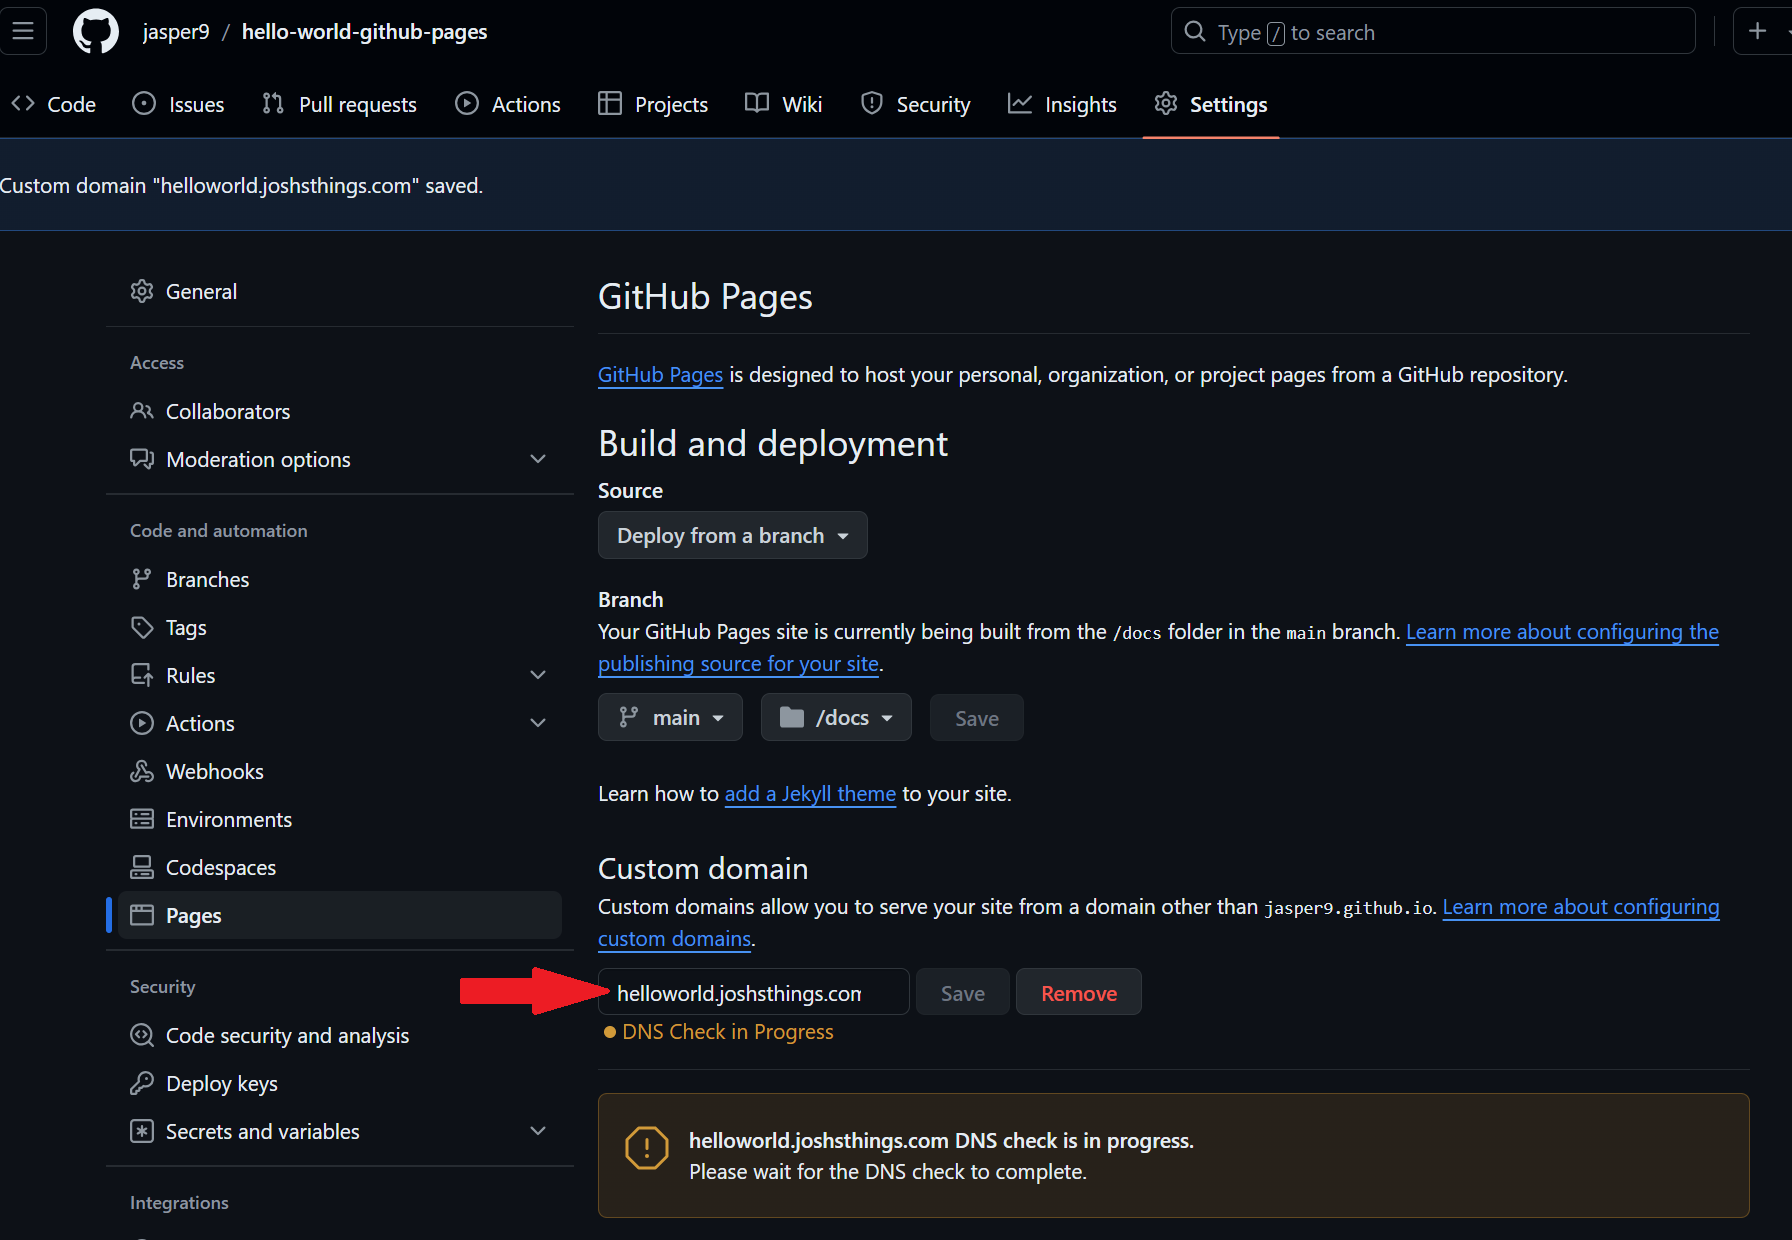 jasper9 / hello-world-github-pages
Type / to search
Code
Issues
Pull requests
Actions
Projects
Wiki
Security
Insights
Settings
Custom domain "helloworld.joshsthings.com" saved.
General
Access
Collaborators
Moderation options
Code and automation
Branches
Tags
Rules
Actions
Webhooks
Environments
Codespaces
Pages
Security
Code security and analysis
Deploy keys
Secrets and variables
Integrations
GitHub Pages
GitHub Pages is designed to host your personal, organization, or project pages from a GitHub repository.
Build and deployment
Source
Deploy from a branch
Branch
Your GitHub Pages site is currently being built from the /docs folder in the main branch. Learn more about configuring the
publishing source for your site.
main
/docs
Save
Learn how to add a Jekyll theme to your site.
Custom domain
Custom domains allow you to serve your site from a domain other than jasper9.github.io. Learn more about configuring
custom domains.
helloworld.joshsthings.com
Save
Remove
DNS Check in Progress
helloworld.joshsthings.com DNS check is in progress.
Please wait for the DNS check to complete.